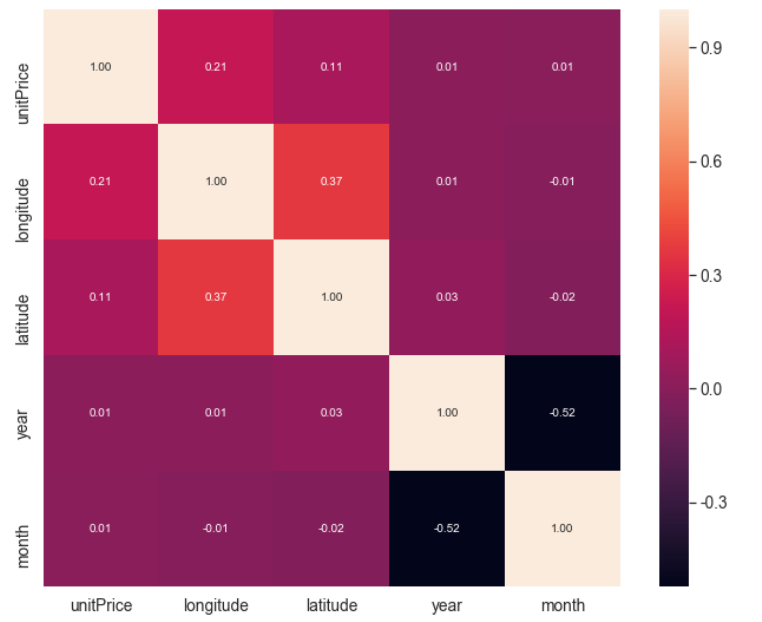 unitPrice 1.00 0.21 0.11 0.01 0.01
longitude 0.21 1.00 0.37 0.01 -0.01
latitude 0.11 0.37 1.00 0.03 -0.02
year 0.01 0.01 0.03 1.00 -0.52
month 0.01 -0.01 -0.02 -0.52 1.00
unitPrice longitude latitude year month
0.9
0.6
0.3
0.0
-0.3